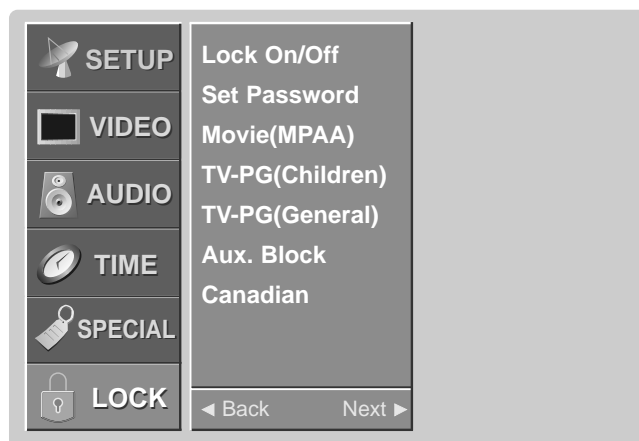 SETUP
VIDEO
AUDIO
TIME
SPECIAL
LOCK
Lock On/Off
Set Password
Movie(MPAA)
TV-PG(Children)
TV-PG(General)
Aux. Block
Canadian
◄ Back Next ►